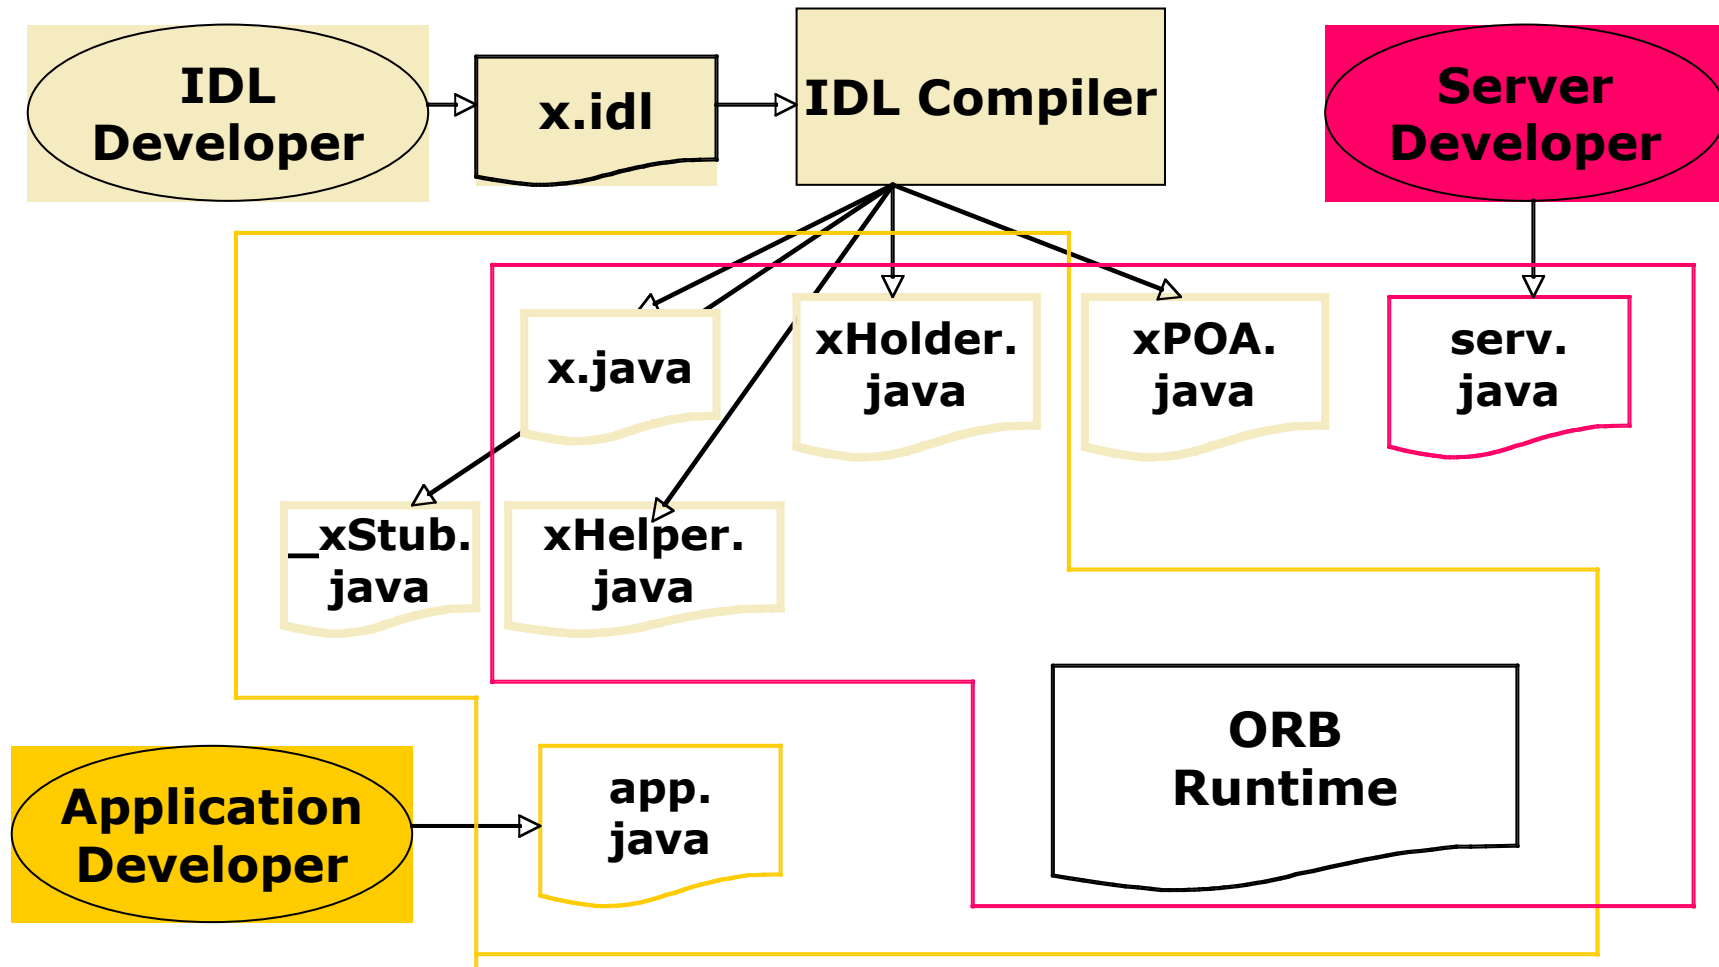 IDL
Developer
x.idl
IDL Compiler
Server
Developer
x.java
xHolder.
java
xPOA.
java
serv.
java
_xStub.
java
xHelper.
java
ORB
Runtime
Application
Developer
app.
java